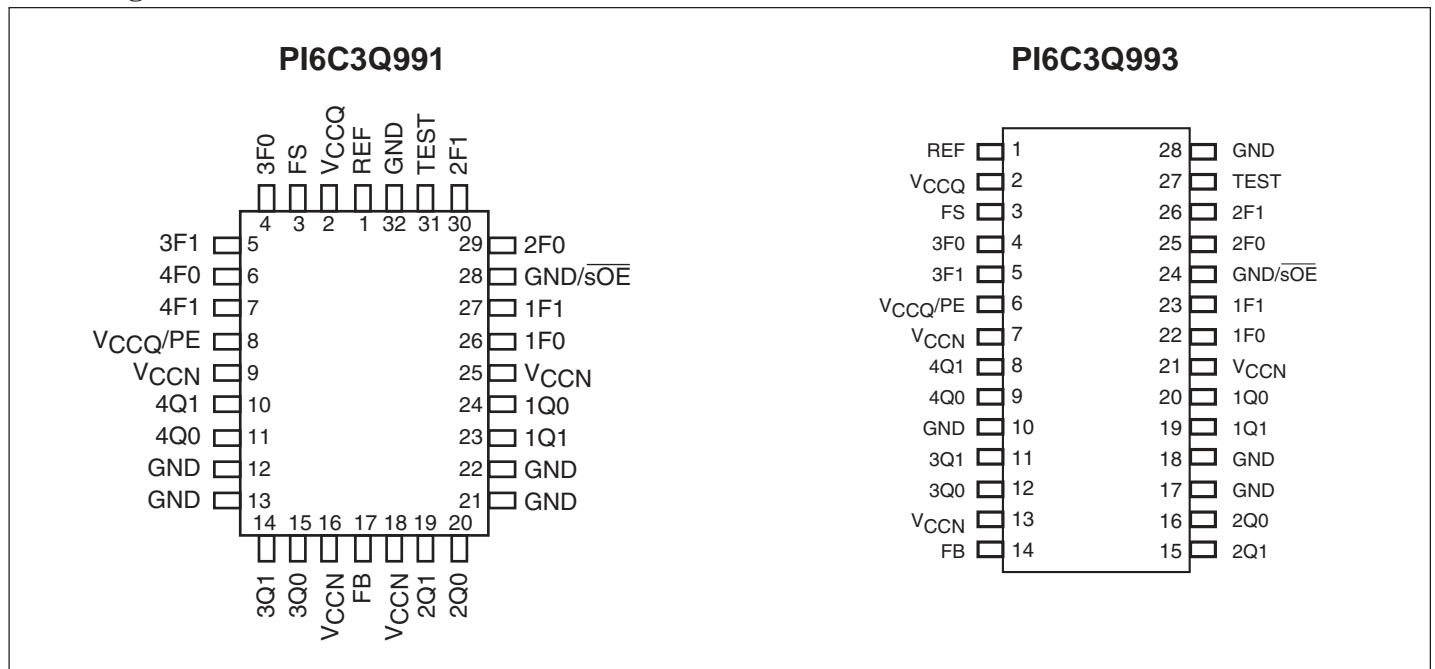 PI6C3Q991
3F0
FS
VCCQ
REF
GND
TEST
2F1
4
3
2
1
32
31
30
3F1 5
4F0 6
4F1 7
VCCQ/PE 8
VCCN 9
4Q1 10
4Q0 11
GND 12
GND 13
29 2F0
28 GND/sOE
27 1F1
26 1F0
25 VCCN
24 1Q0
23 1Q1
22 GND
21 GND
14
15
16
17
18
19
20
3Q1
3Q0
VCCN
FB
VCCN
2Q1
2Q0
PI6C3Q993
REF 1 28 GND
VCCQ 2 27 TEST
FS 3 26 2F1
3F0 4 25 2F0
3F1 5 24 GND/sOE
VCCQ/PE 6 23 1F1
VCCN 7 22 1F0
4Q1 8 21 VCCN
4Q0 9 20 1Q0
GND 10 19 1Q1
3Q1 11 18 GND
3Q0 12 17 GND
VCCN 13 16 2Q0
FB 14 15 2Q1